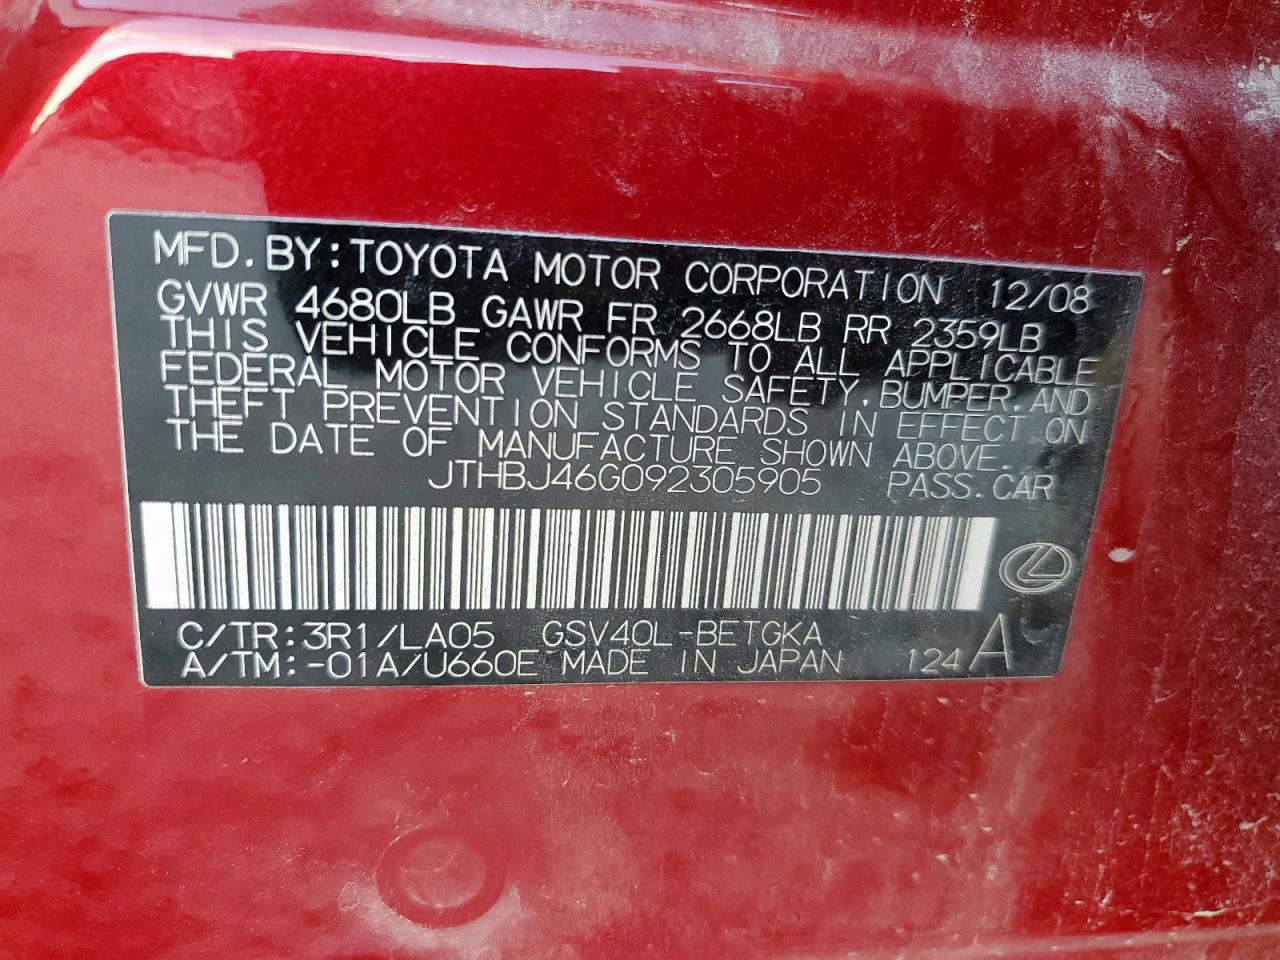 MFD. BY: TOYOTA MOTOR CORPORATION 12/08
GVWR 4680LB GAWR FR 2668LB RR 2359LB
THIS VEHICLE CONFORMS TO ALL APPLICABLE
FEDERAL MOTOR VEHICLE SAFETY, BUMPER, AND
THEFT PREVENTION STANDARDS IN EFFECT ON
THE DATE OF MANUFACTURE SHOWN ABOVE.
JTHBJ46G092305905 PASS. CAR
C/TR: 3R1/LA05 GSV40L-BETGKA
A/TM: -01A/U660E MADE IN JAPAN 124 A